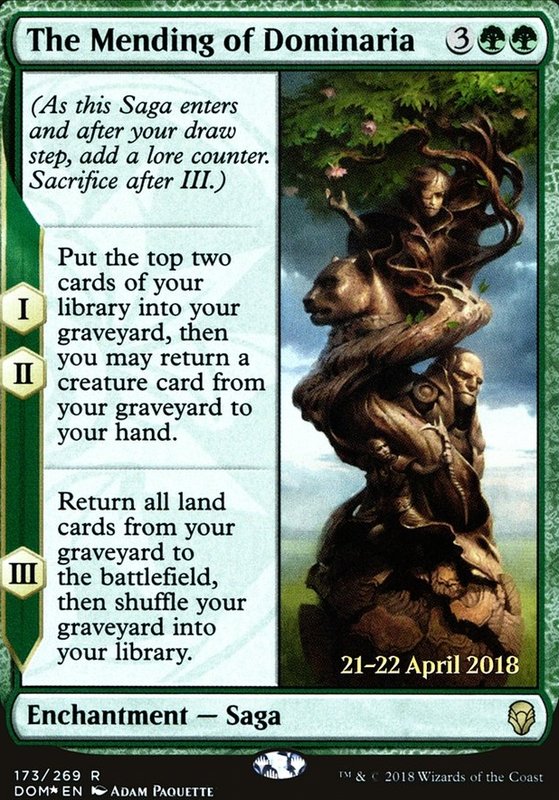 The Mending of Dominaria 3
(As this Saga enters
and after your draw
step, add a lore counter.
Sacrifice after III.)
I
II
Put the top two
cards of your
library into your
graveyard, then
you may return a
creature card from
your graveyard to
your hand.
III
Return all land
cards from your
graveyard to
the battlefield,
then shuffle your
graveyard into
your library.
21–22 April 2018
Enchantment — Saga
173/269 R
DOM★EN Adam Paquette
™ & © 2018 Wizards of the Coast